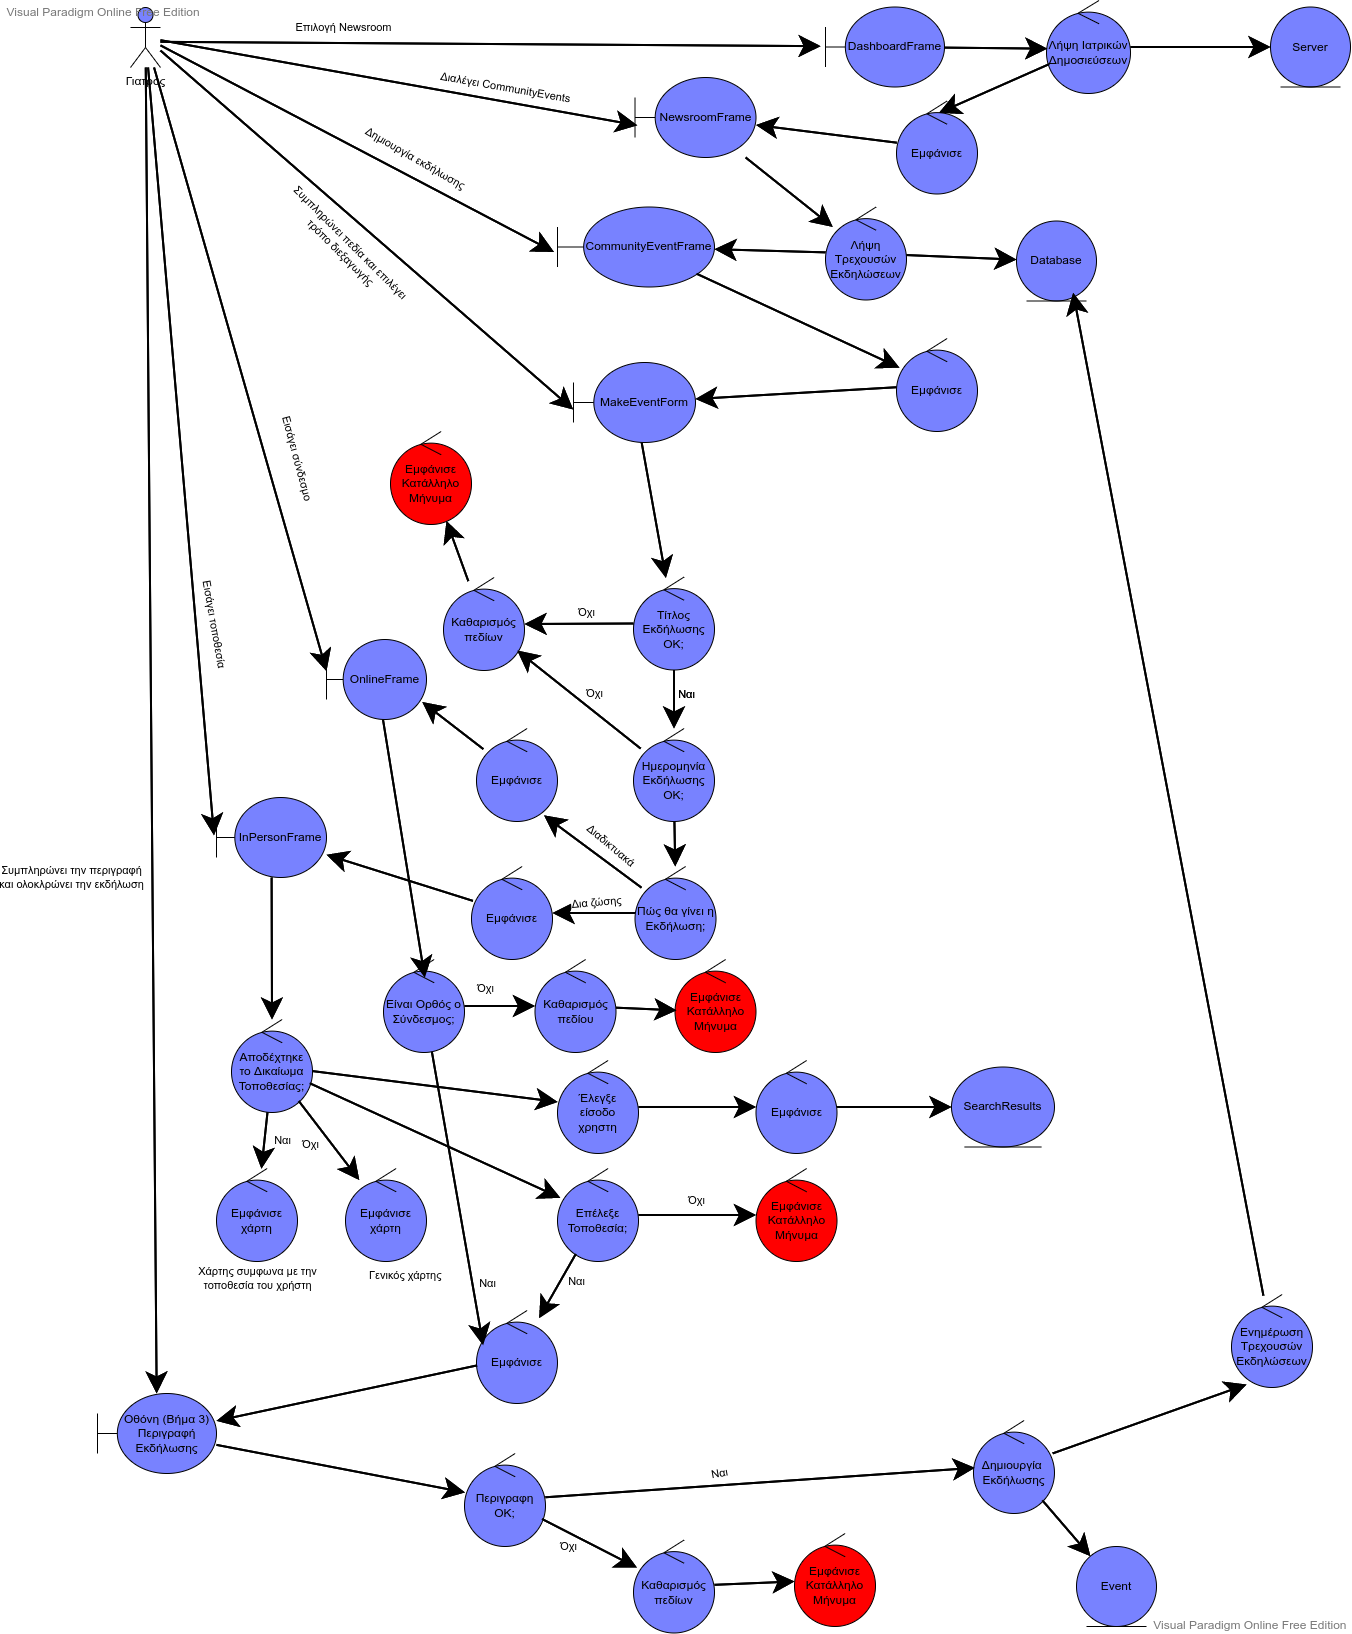 Visual Paradigm Online Free Edition
Επιλογή Newsroom
DashboardFrame
Λήψη Ιατρικών
Δημοσιεύσεων
Server
Γιατρός
Διαλέγει CommunityEvents
NewsroomFrame
Εμφάνισε
Δημιουργία εκδήλωσης
Συμπληρώνει πεδία και επιλέγει
τρόπο διεξαγωγής
CommunityEventFrame
Λήψη
Τρεχουσών
Εκδηλώσεων
Database
MakeEventForm
Εμφάνισε
Εισάγει σύνδεσμο
Εμφάνισε
Κατάλληλο
Μήνυμα
Εισάγει τοποθεσία
Καθαρισμός
πεδίων
Όχι
Τίτλος
Εκδήλωσης
ΟΚ;
OnlineFrame
Όχι
Ναι
Εμφάνισε
Ημερομηνία
Εκδήλωσης
ΟΚ;
InPersonFrame
Διαδικτυακά
Συμπληρώνει την περιγραφή
και ολοκλρώνει την εκδήλωση
Εμφάνισε
Δια ζώσης
Πώς θα γίνει η
Εκδήλωση;
Είναι Ορθός ο
Σύνδεσμος;
Όχι
Καθαρισμός
πεδίου
Εμφάνισε
Κατάλληλο
Μήνυμα
Αποδέχτηκε
το Δικαίωμα
Τοποθεσίας;
Έλεγξε
είσοδο
χρηστη
Εμφάνισε
SearchResults
Ναι
Όχι
Εμφάνισε
χάρτη
Εμφάνισε
χάρτη
Επέλεξε
Τοποθεσία;
Όχι
Εμφάνισε
Κατάλληλο
Μήνυμα
Χάρτης συμφωνα με την
τοποθεσία του χρήστη
Γενικός χάρτης
Ναι
Ναι
Εμφάνισε
Ενημέρωση
Τρεχουσών
Εκδηλώσεων
Οθόνη (Βήμα 3)
Περιγραφή
Εκδήλωσης
Περιγραφη
ΟΚ;
Ναι
Δημιουργία
Εκδήλωσης
Όχι
Καθαρισμός
πεδίων
Εμφάνισε
Κατάλληλο
Μήνυμα
Event
Visual Paradigm Online Free Edition